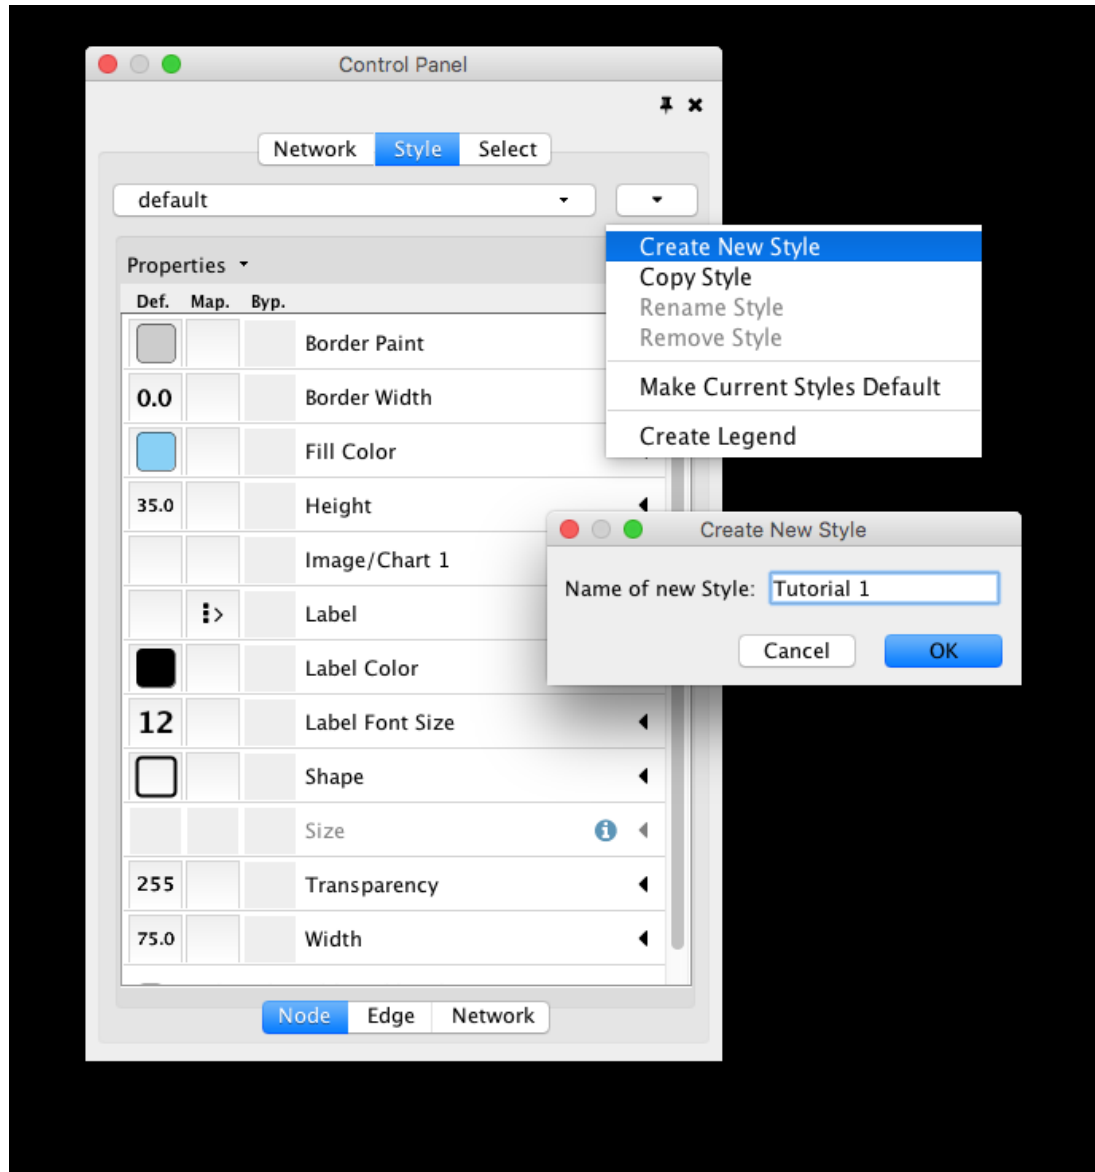 Control Panel
Network Style Select
default
Create New Style
Copy Style
Rename Style
Remove Style
Make Current Styles Default
Create Legend
Properties
Def. Map. Byp.
Border Paint
0.0 Border Width
Fill Color
35.0 Height
Image/Chart 1
Label
Label Color
12 Label Font Size
Shape
Size
255 Transparency
75.0 Width
Node Edge Network
Create New Style
Name of new Style: Tutorial 1
Cancel OK